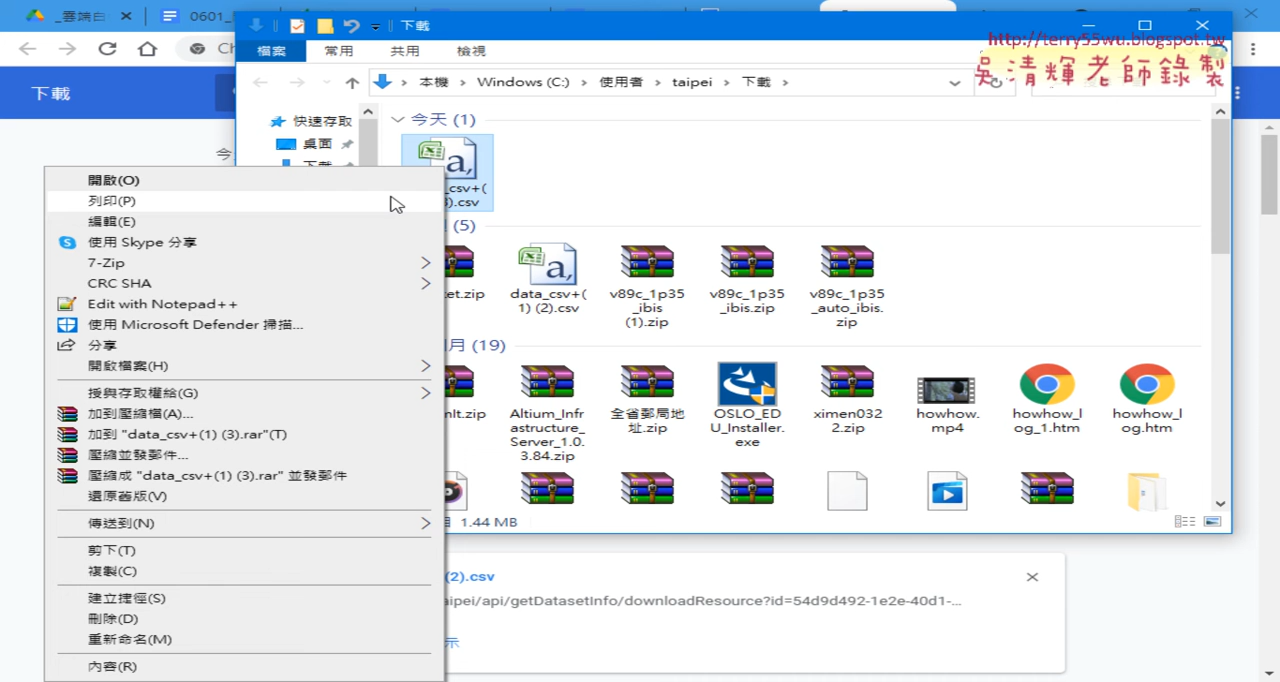 _雲端白
0601_
下載
檔案
常用
共用
檢視
http://terry55wu.blogspot.tw
吳清輝老師錄製
本機
Windows (C:)
使用者
taipei
下載
下載
快速存取
桌面
下載
今天 (1)
_csv+(
3).csv
(5)
et.zip
data_csv+(
1) (2).csv
v89c_1p35
_ibis
(1).zip
v89c_1p35
_ibis.zip
v89c_1p35
_auto_ibis.
zip
月 (19)
nlt.zip
Altium_Infr
astructure_
Server_1.0.
3.84.zip
全省郵局地
址.zip
OSLO_ED
U_Installer.
exe
ximen032
2.zip
howhow.
mp4
howhow_l
og_1.htm
howhow_l
og.htm
1.44 MB
開啟(O)
列印(P)
編輯(E)
使用 Skype 分享
7-Zip
CRC SHA
Edit with Notepad++
使用 Microsoft Defender 掃描...
分享
開啟檔案(H)
授與存取權給(G)
加到壓縮檔(A)...
加到 "data_csv+(1) (3).rar"(T)
壓縮並發郵件...
壓縮成 "data_csv+(1) (3).rar" 並發郵件
還原舊版(V)
傳送到(N)
剪下(T)
複製(C)
建立捷徑(S)
刪除(D)
重新命名(M)
內容(R)
(2).csv
aipei/api/getDatasetInfo/downloadResource?id=54d9d492-1e2e-40d1-...
示